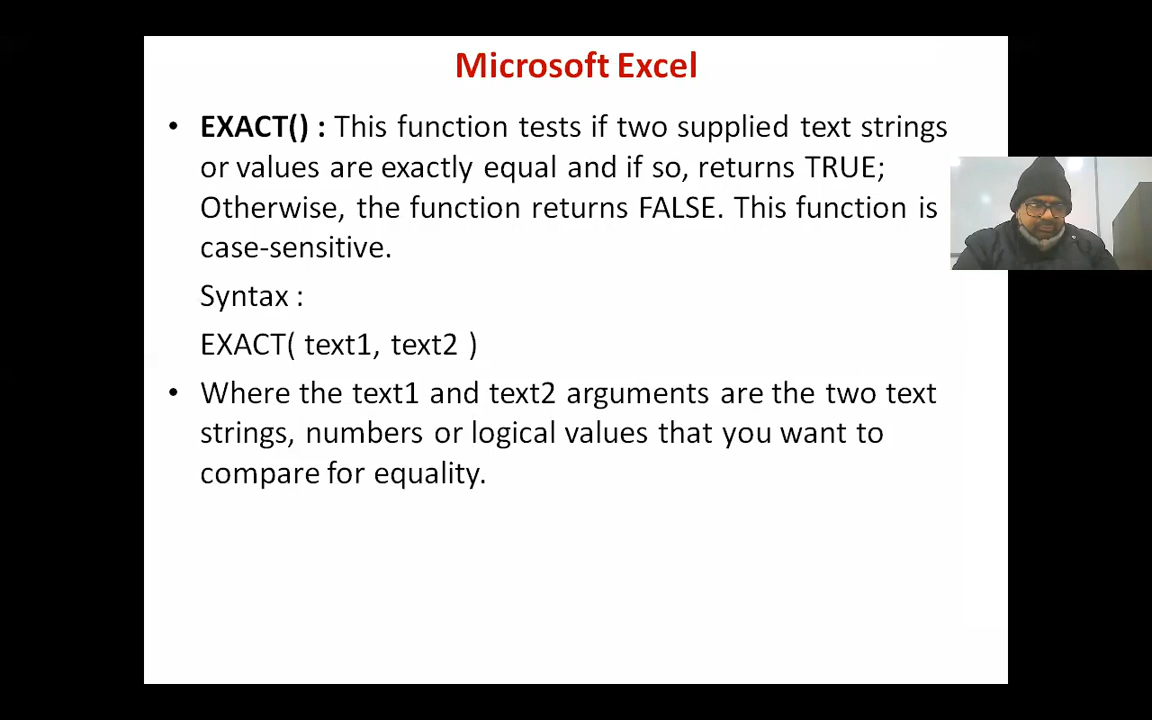 Microsoft Excel
• EXACT() : This function tests if two supplied text strings
or values are exactly equal and if so, returns TRUE;
Otherwise, the function returns FALSE. This function is
case-sensitive.
Syntax :
EXACT( text1, text2 )
• Where the text1 and text2 arguments are the two text
strings, numbers or logical values that you want to
compare for equality.